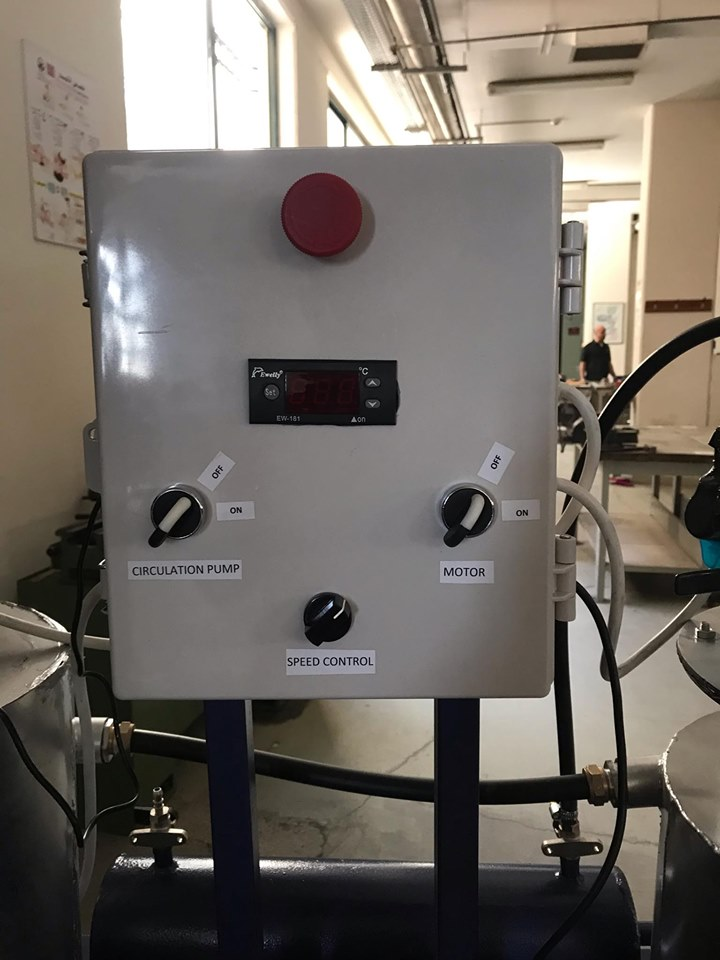 Ewelly
°C
Set
EW-181
on
OFF
OFF
ON
ON
CIRCULATION PUMP
MOTOR
SPEED CONTROL